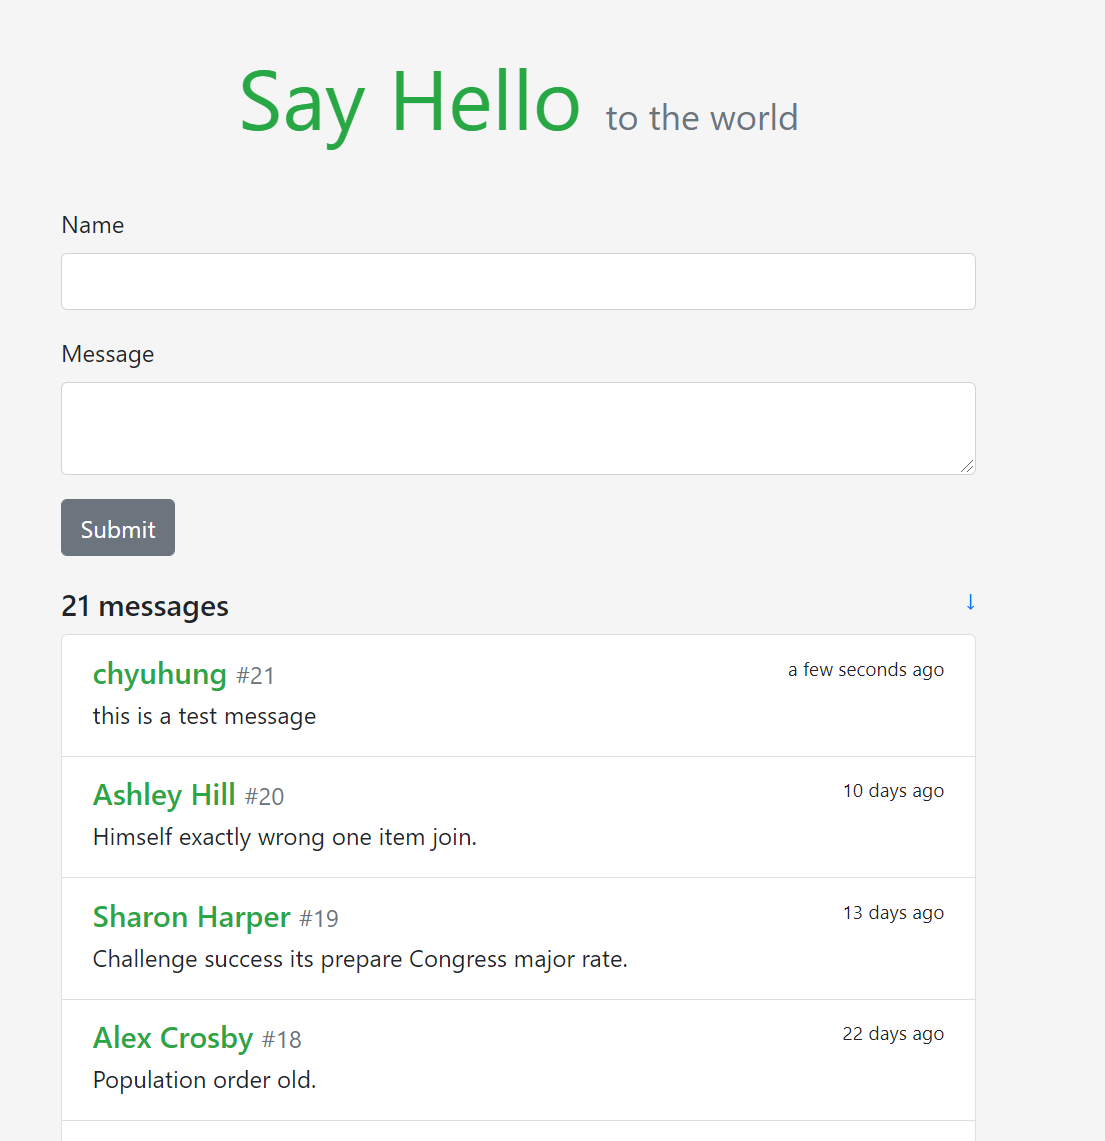 Say Hello to the world
Name
Message
Submit
21 messages ↓
chyuhung #21 a few seconds ago
this is a test message
Ashley Hill #20 10 days ago
Himself exactly wrong one item join.
Sharon Harper #19 13 days ago
Challenge success its prepare Congress major rate.
Alex Crosby #18 22 days ago
Population order old.